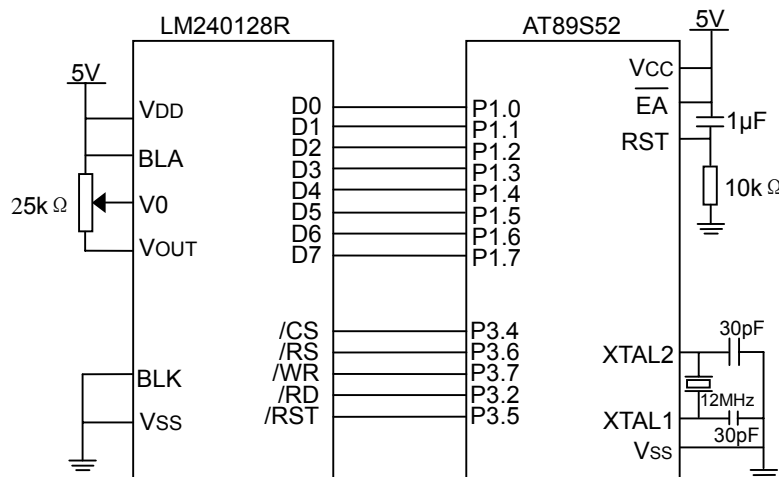 LM240128R
AT89S52
5V
5V
VDD
BLA
25k Ω
V0
VOUT
BLK
VSS
D0
D1
D2
D3
D4
D5
D6
D7
/CS
/RS
/WR
/RD
/RST
P1.0
P1.1
P1.2
P1.3
P1.4
P1.5
P1.6
P1.7
P3.4
P3.6
P3.7
P3.2
P3.5
VCC
EA
RST
1μF
10k Ω
30pF
XTAL2
12MHz
XTAL1
30pF
VSS